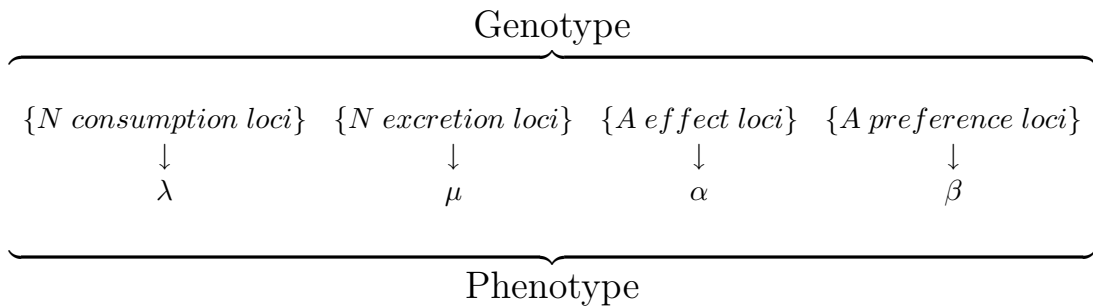 Genotype
{N consumption loci} {N excretion loci} {A effect loci} {A preference loci}
↓ ↓ ↓ ↓
λ μ α β
Phenotype